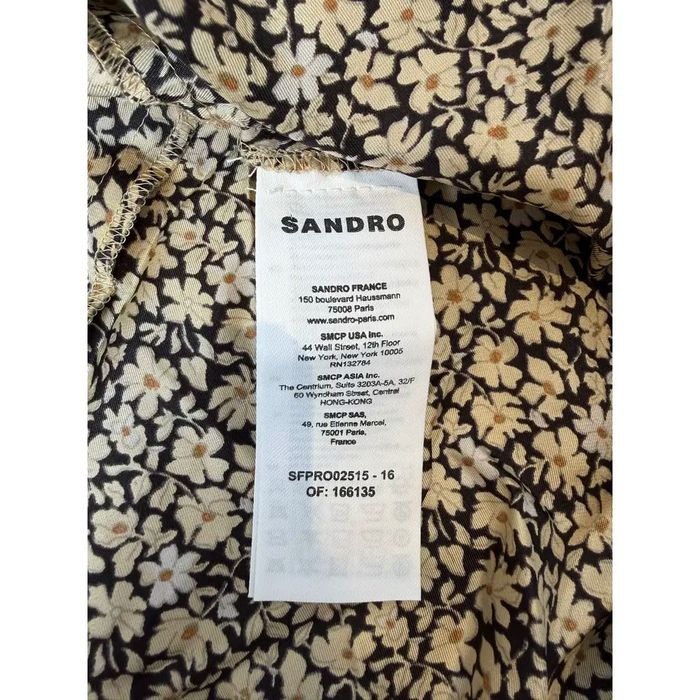 SANDRO
SANDRO FRANCE
150 boulevard Haussmann
75008 Paris
www.sandro-paris.com
SMCP USA Inc.
44 Wall Street, 12th Floor
New York, New York 10005
RN132784
SMCP ASIA Inc.
The Centrium, Suite 3203A-5A, 32/F
60 Wyndham Street, Central
HONG-KONG
SMCP SAS,
49, rue Etienne Marcel,
75001 Paris,
France
SFPRO02515 - 16
OF: 166135